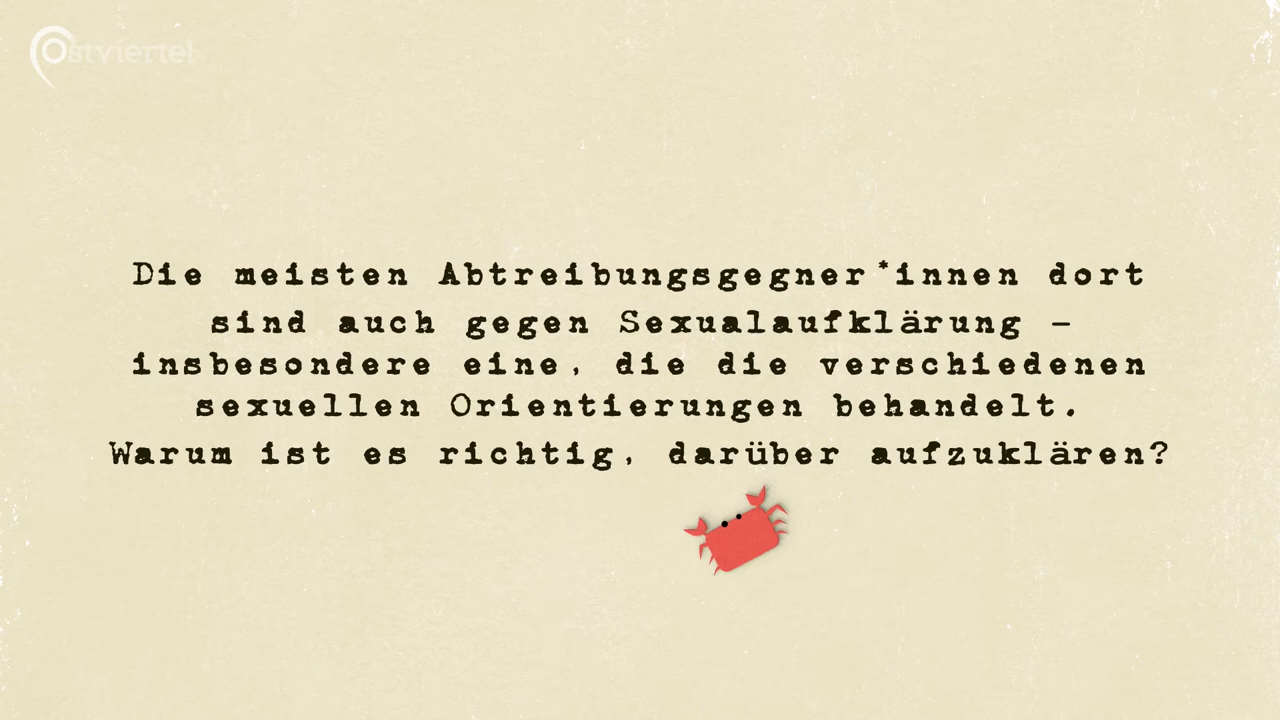 Ostviertel
Die meisten Abtreibungsgegner*innen dort
sind auch gegen Sexualaufklärung –
insbesondere eine, die die verschiedenen
sexuellen Orientierungen behandelt.
Warum ist es richtig, darüber aufzuklären?